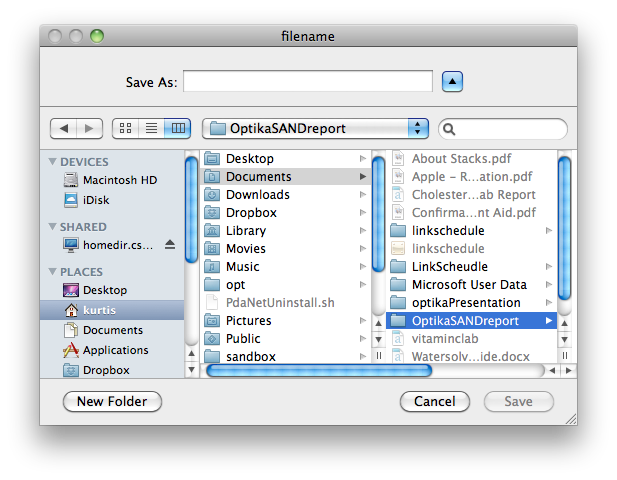 filename
Save As:
OptikaSANDreport
DEVICES
Macintosh HD
iDisk
SHARED
homedir.cs...
PLACES
Desktop
kurtis
Documents
Applications
Dropbox
Desktop
Documents
Downloads
Dropbox
Library
Movies
Music
opt
PdaNetUninstall.sh
Pictures
Public
sandbox
About Stacks.pdf
Apple – R...ation.pdf
Cholester...ab Report
Confirma...nt Aid.pdf
linkschedule
linkschedule
LinkScheudle
Microsoft User Data
optikaPresentation
OptikaSANDreport
vitaminclab
Watersolv...ide.docx
New Folder
Cancel
Save